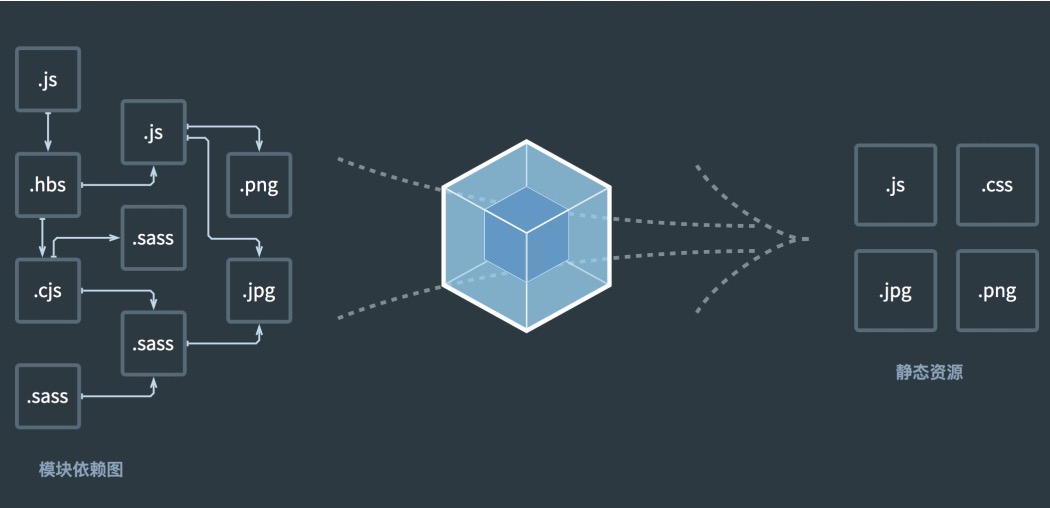 .js
.js
.hbs
.png
.sass
.cjs
.jpg
.sass
.sass
模块依赖图
.js
.css
.jpg
.png
静态资源